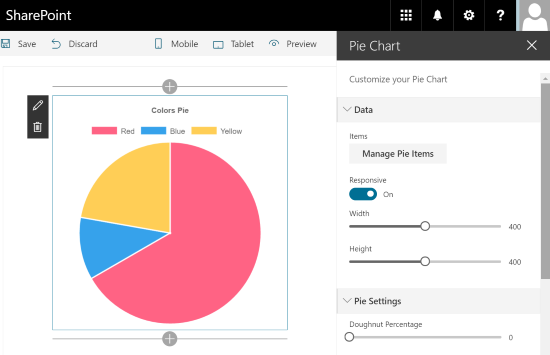 SharePoint
?
Save Discard Mobile Tablet Preview
Pie Chart
Colors Pie
Red Blue Yellow
Customize your Pie Chart
Data
Items
Manage Pie Items
Responsive
On
Width
400
Height
400
Pie Settings
Doughnut Percentage
0